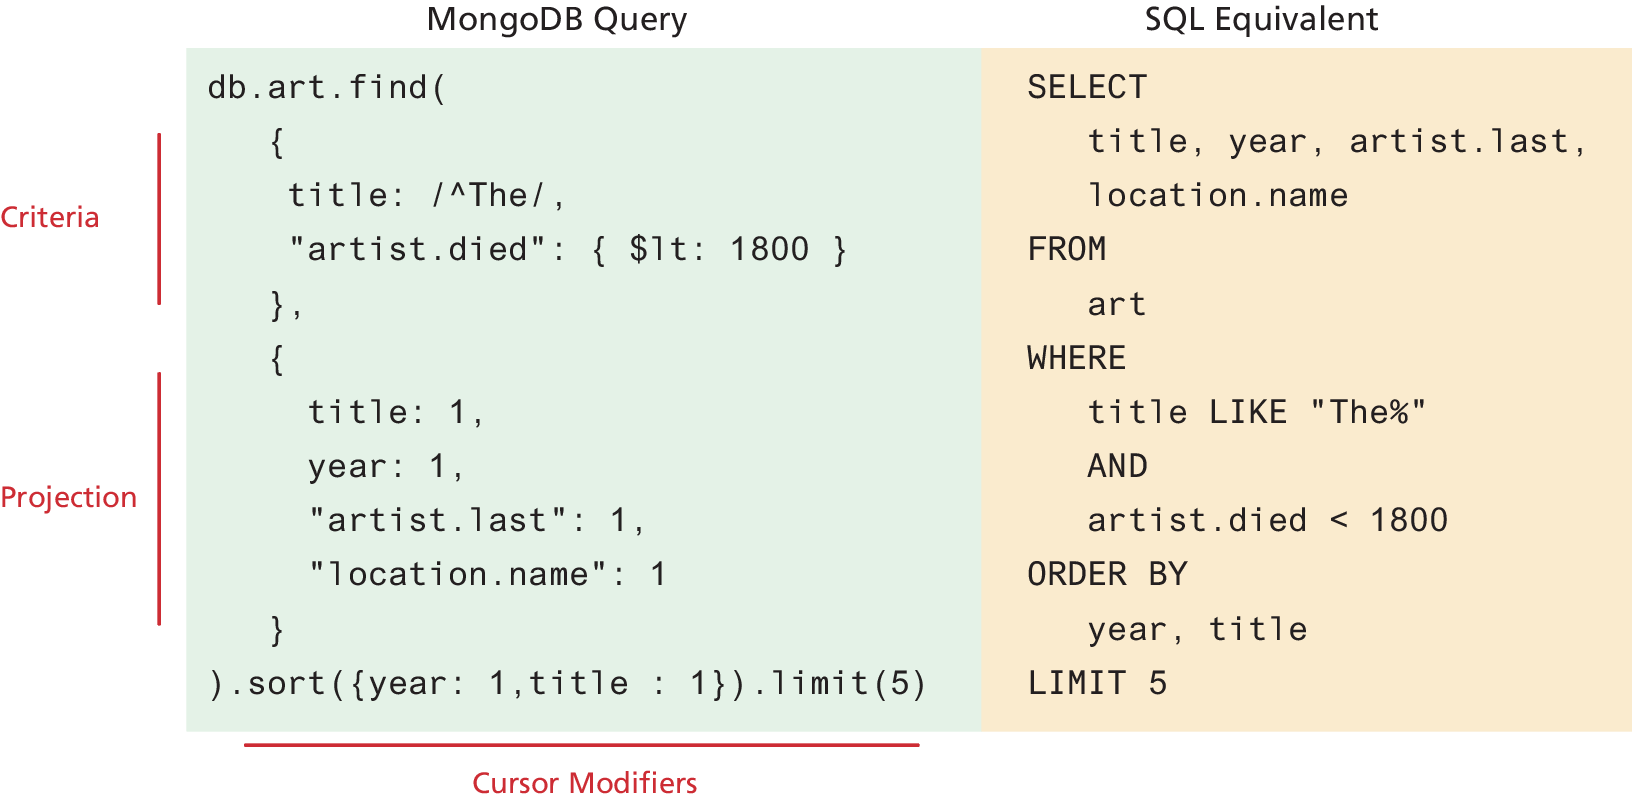 MongoDB Query
SQL Equivalent
Criteria
Projection
db.art.find(
{
title: /^The/,
"artist.died": { $lt: 1800 }
},
{
title: 1,
year: 1,
"artist.last": 1,
"location.name": 1
}
).sort({year: 1,title : 1}).limit(5)
Cursor Modifiers
SELECT
title, year, artist.last,
location.name
FROM
art
WHERE
title LIKE "The%"
AND
artist.died < 1800
ORDER BY
year, title
LIMIT 5